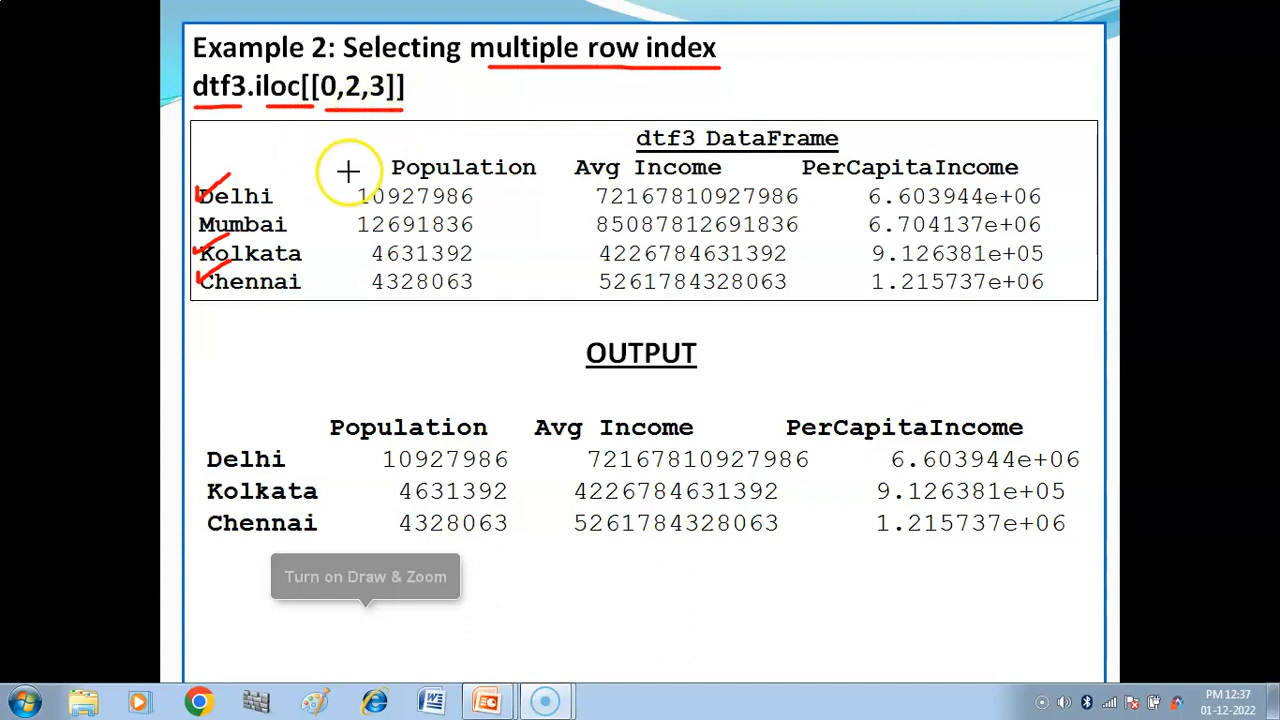 Example 2: Selecting multiple row index
dtf3.iloc[[0,2,3]]
dtf3 DataFrame
Population Avg Income PerCapitaIncome
Delhi 10927986 72167810927986 6.603944e+06
Mumbai 12691836 85087812691836 6.704137e+06
Kolkata 4631392 4226784631392 9.126381e+05
Chennai 4328063 5261784328063 1.215737e+06
OUTPUT
Population Avg Income PerCapitaIncome
Delhi 10927986 72167810927986 6.603944e+06
Kolkata 4631392 4226784631392 9.126381e+05
Chennai 4328063 5261784328063 1.215737e+06
Turn on Draw & Zoom
PM 12:37
01-12-2022